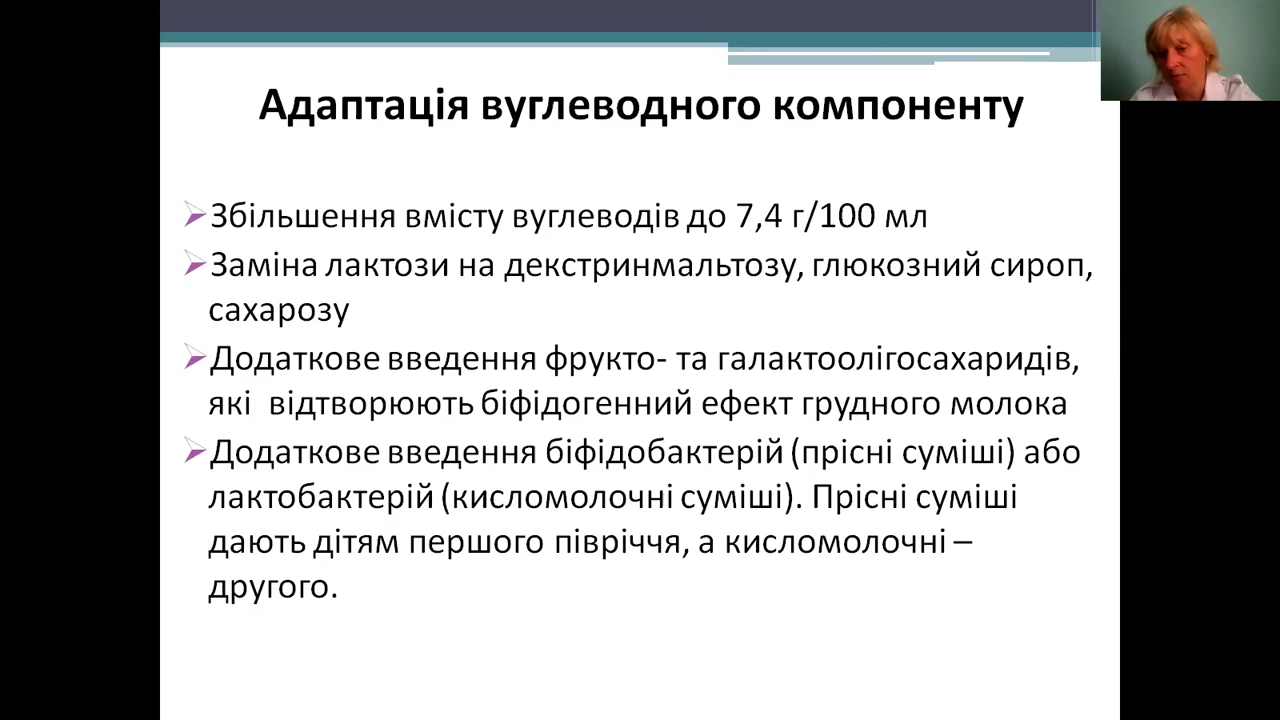 Адаптація вуглеводного компоненту
Збільшення вмісту вуглеводів до 7,4 г/100 мл
Заміна лактози на декстринмальтозу, глюкозний сироп,
сахарозу
Додаткове введення фрукто- та галактоолігосахаридів,
які відтворюють біфідогенний ефект грудного молока
Додаткове введення біфідобактерій (прісні суміші) або
лактобактерій (кисломолочні суміші). Прісні суміші
дають дітям першого півріччя, а кисломолочні –
другого.